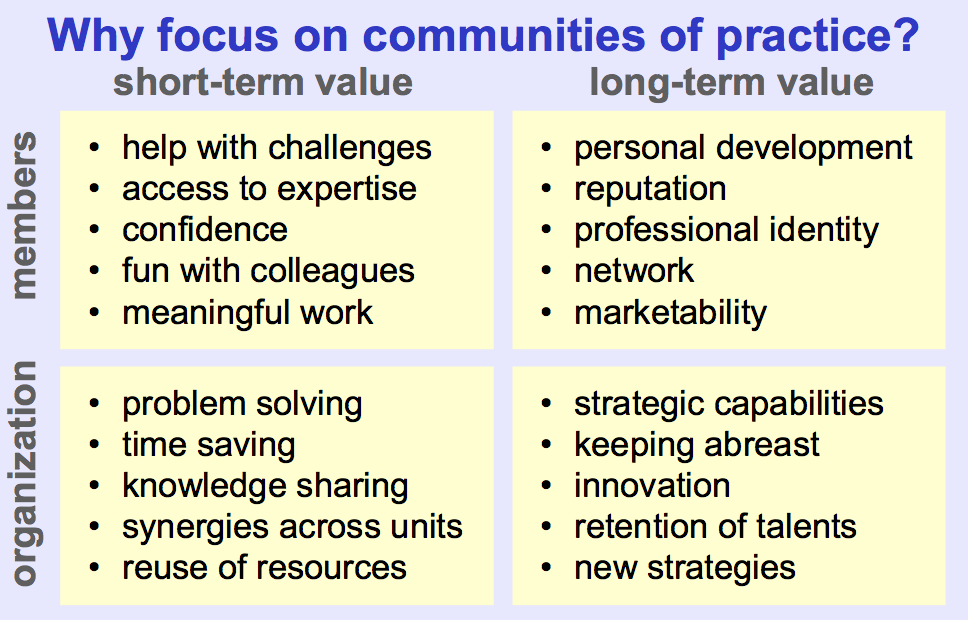 Why focus on communities of practice?
short-term value
long-term value
members
• help with challenges
• access to expertise
• confidence
• fun with colleagues
• meaningful work
• personal development
• reputation
• professional identity
• network
• marketability
organization
• problem solving
• time saving
• knowledge sharing
• synergies across units
• reuse of resources
• strategic capabilities
• keeping abreast
• innovation
• retention of talents
• new strategies